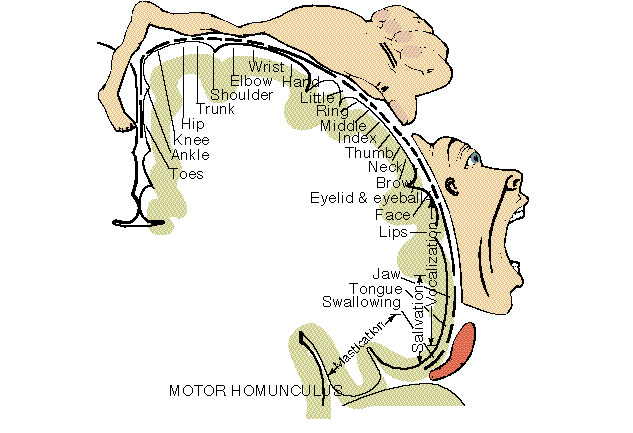 Wrist
Elbow
Hand
Shoulder
Little
Trunk
Ring
Hip
Middle
Knee
Index
Ankle
Thumb
Toes
Neck
Brow
Eyelid & eyeball
Face
Lips
Vocalization
Jaw
Tongue
Swallowing
Salivation
Mastication
MOTOR HOMUNCULUS